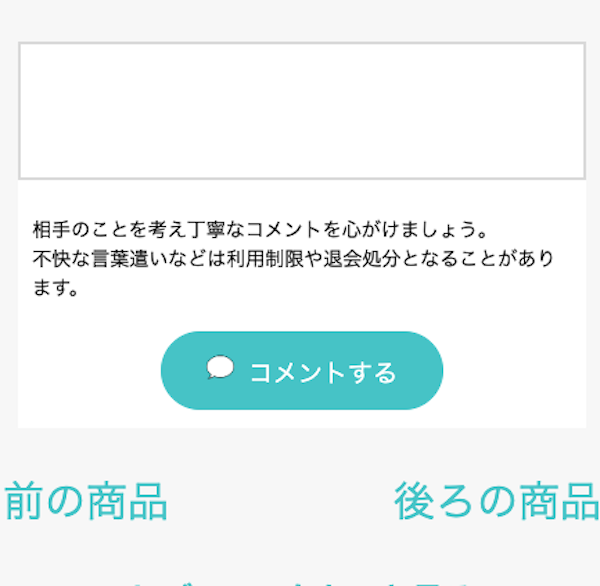 相手のことを考え丁寧なコメントを心がけましょう。
不快な言葉遣いなどは利用制限や退会処分となることがあり
ます。
コメントする
前の商品 後ろの商品